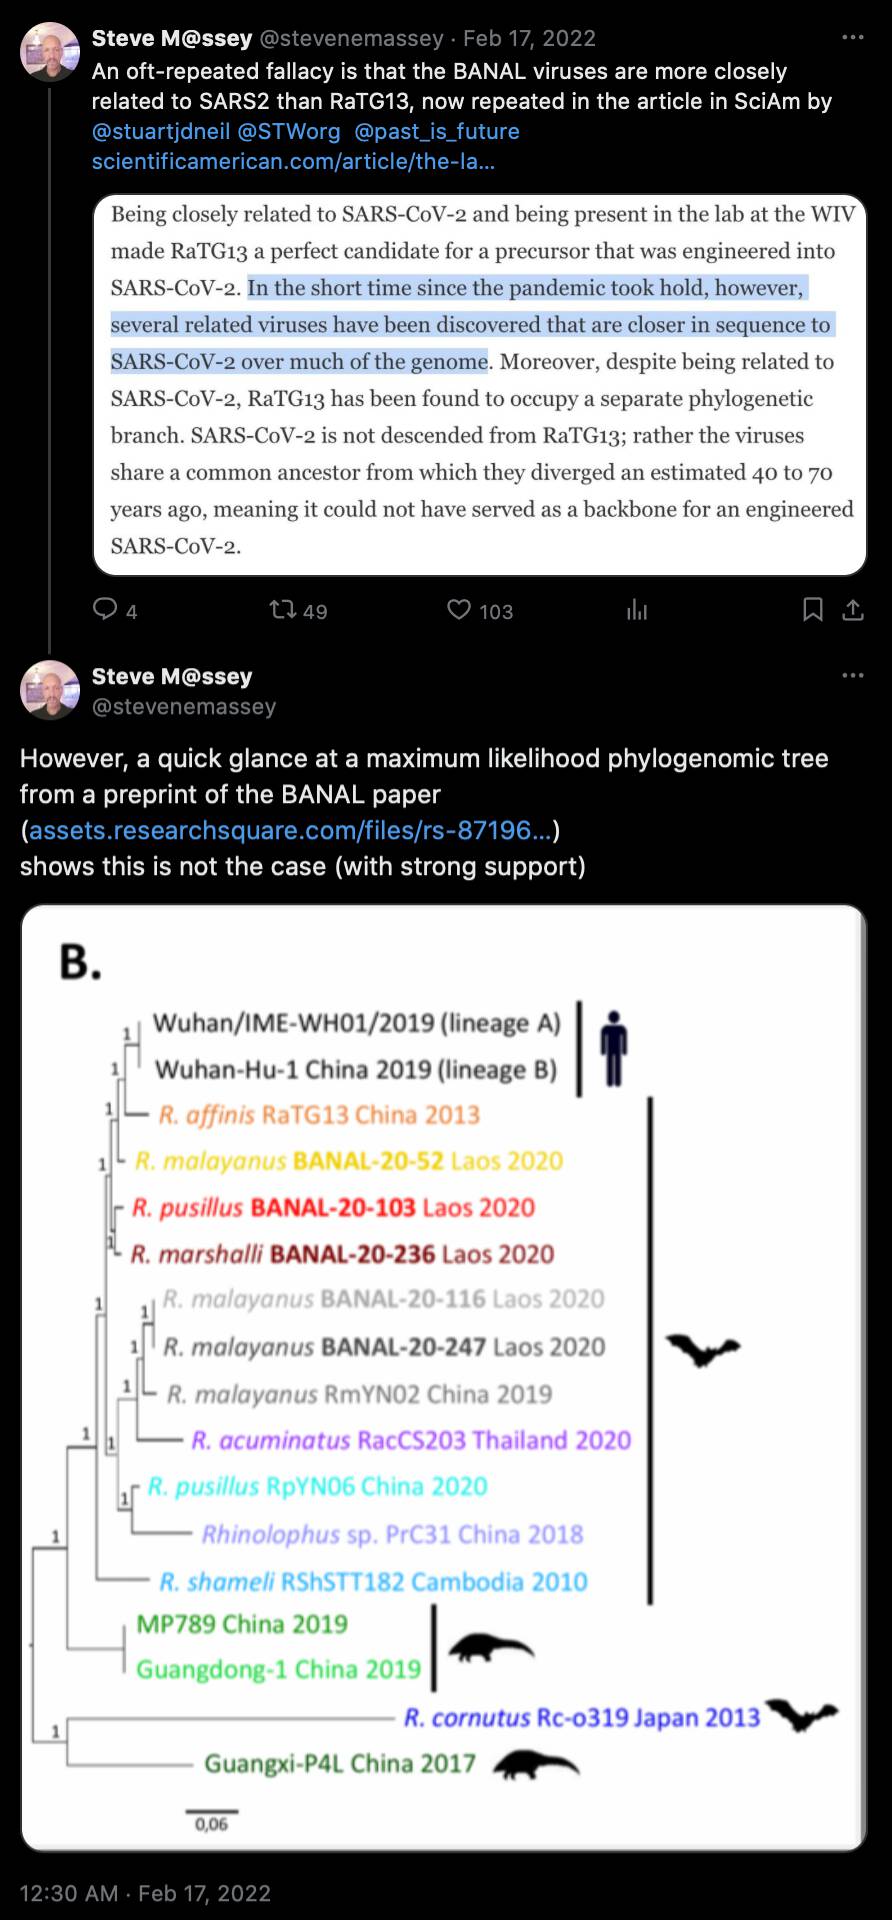 Steve M@ssey @stevenemassey · Feb 17, 2022
An oft-repeated fallacy is that the BANAL viruses are more closely
related to SARS2 than RaTG13, now repeated in the article in SciAm by
@stuartjdneil @STWorg @past_is_future
scientificamerican.com/article/the-la...
Being closely related to SARS-CoV-2 and being present in the lab at the WIV
made RaTG13 a perfect candidate for a precursor that was engineered into
SARS-CoV-2. In the short time since the pandemic took hold, however,
several related viruses have been discovered that are closer in sequence to
SARS-CoV-2 over much of the genome. Moreover, despite being related to
SARS-CoV-2, RaTG13 has been found to occupy a separate phylogenetic
branch. SARS-CoV-2 is not descended from RaTG13; rather the viruses
share a common ancestor from which they diverged an estimated 40 to 70
years ago, meaning it could not have served as a backbone for an engineered
SARS-CoV-2.
4 49 103
Steve M@ssey
@stevenemassey
However, a quick glance at a maximum likelihood phylogenomic tree
from a preprint of the BANAL paper
(assets.researchsquare.com/files/rs-87196...)
shows this is not the case (with strong support)
B.
1 Wuhan/IME-WH01/2019 (lineage A)
1 Wuhan-Hu-1 China 2019 (lineage B)
1 R. affinis RaTG13 China 2013
1 R. malayanus BANAL-20-52 Laos 2020
R. pusillus BANAL-20-103 Laos 2020
1 R. marshalli BANAL-20-236 Laos 2020
1 1 R. malayanus BANAL-20-116 Laos 2020
1 R. malayanus BANAL-20-247 Laos 2020
1 R. malayanus RmYN02 China 2019
1 1 R. acuminatus RacCS203 Thailand 2020
1 R. pusillus RpYN06 China 2020
1 Rhinolophus sp. PrC31 China 2018
R. shameli RShSTT182 Cambodia 2010
MP789 China 2019
Guangdong-1 China 2019
1 R. cornutus Rc-o319 Japan 2013
Guangxi-P4L China 2017
0,06
12:30 AM · Feb 17, 2022